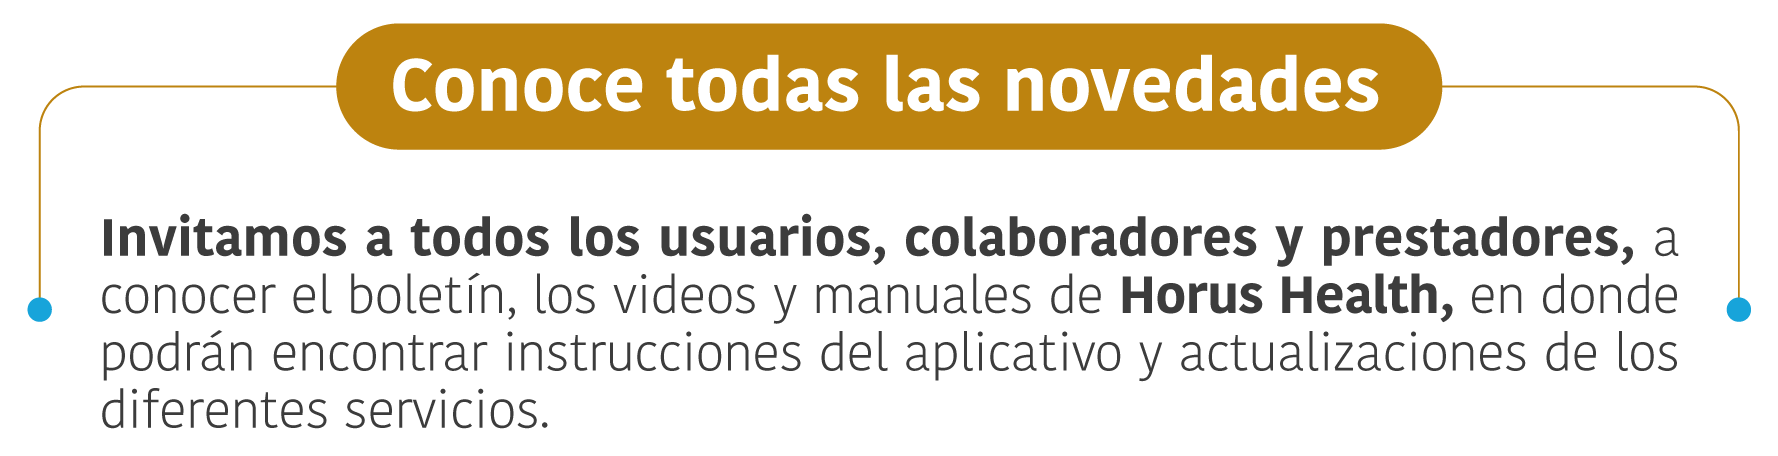 Conoce todas las novedades
Invitamos a todos los usuarios, colaboradores y prestadores, a
conocer el boletín, los videos y manuales de Horus Health, en donde
podrán encontrar instrucciones del aplicativo y actualizaciones de los
diferentes servicios.